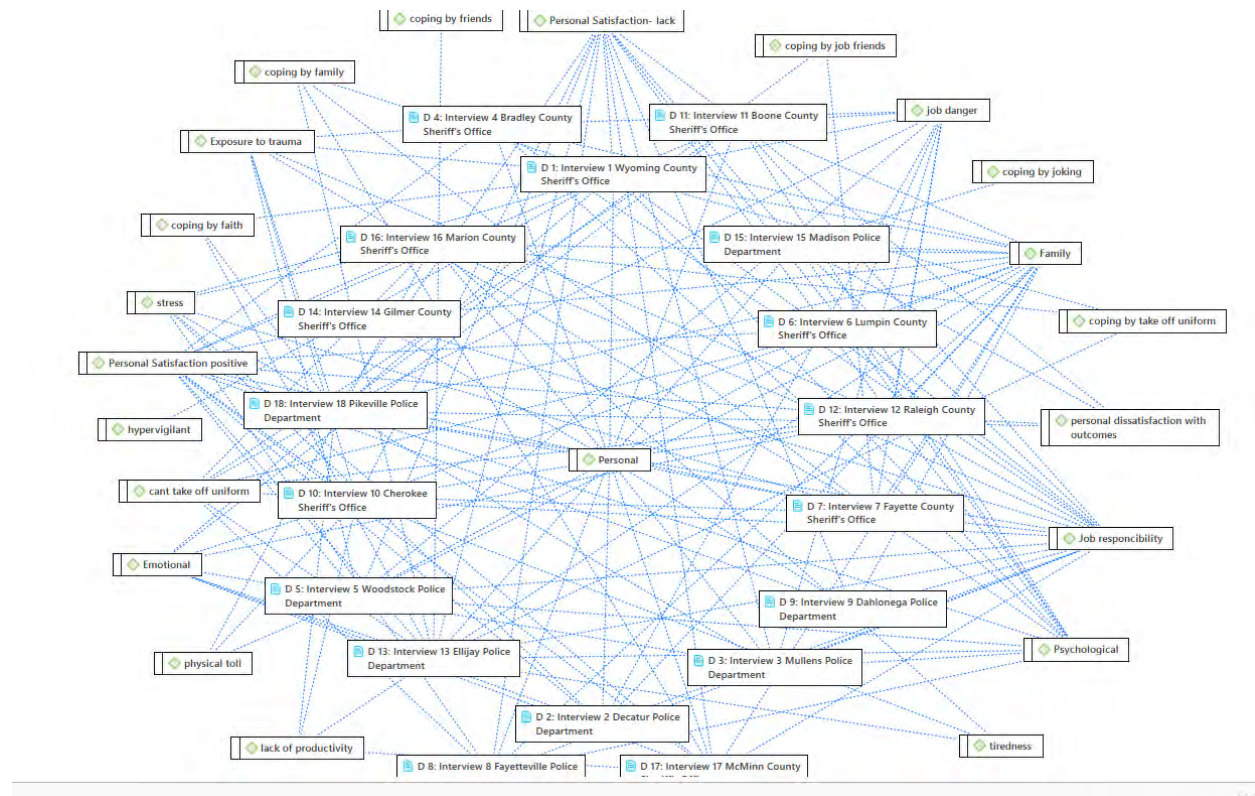 coping by friends
Personal Satisfaction- lack
coping by job friends
coping by family
job danger
D 4: Interview 4 Bradley County
Sheriff's Office
D 11: Interview 11 Boone County
Sheriff's Office
Exposure to trauma
D 1: Interview 1 Wyoming County
Sheriff's Office
coping by joking
coping by faith
D 16: Interview 16 Marion County
Sheriff's Office
D 15: Interview 15 Madison Police
Department
Family
stress
D 14: Interview 14 Gilmer County
Sheriff's Office
D 6: Interview 6 Lumpin County
Sheriff's Office
coping by take off uniform
Personal Satisfaction positive
D 18: Interview 18 Pikeville Police
Department
D 12: Interview 12 Raleigh County
Sheriff's Office
personal dissatisfaction with
outcomes
hypervigilant
Personal
cant take off uniform
D 10: Interview 10 Cherokee
Sheriff's Office
D 7: Interview 7 Fayette County
Sheriff's Office
Job responcibility
Emotional
D 5: Interview 5 Woodstock Police
Department
D 9: Interview 9 Dahlonega Police
Department
physical toll
D 13: Interview 13 Ellijay Police
Department
D 3: Interview 3 Mullens Police
Department
Psychological
D 2: Interview 2 Decatur Police
Department
lack of productivity
tiredness
D 8: Interview 8 Fayetteville Police
D 17: Interview 17 McMinn County